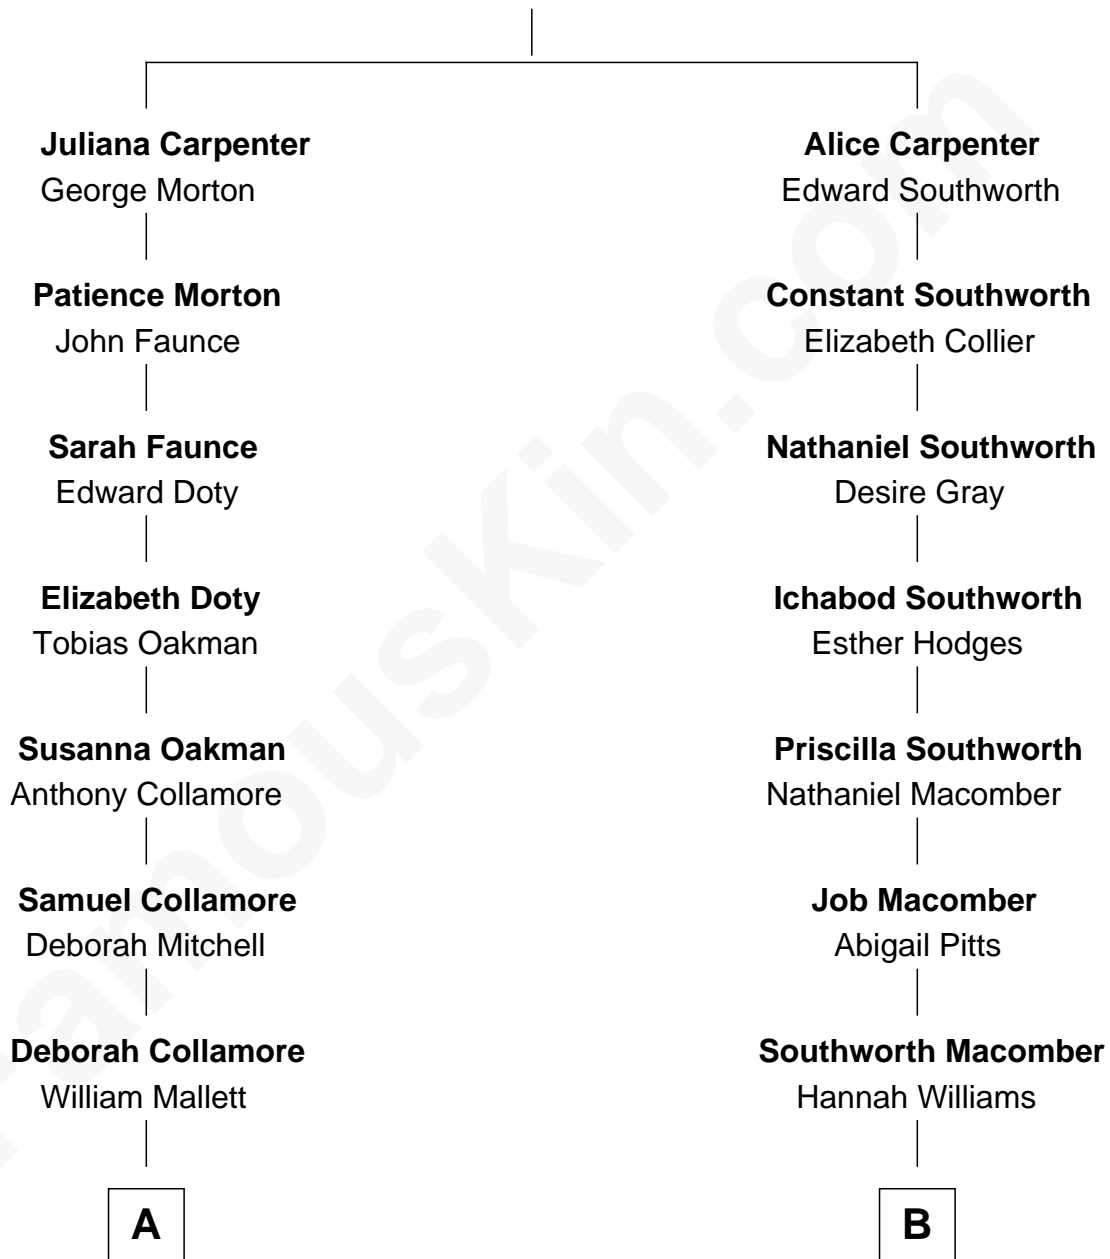 Juliana Carpenter
George Morton
Patience Morton
John Faunce
Sarah Faunce
Edward Doty
Elizabeth Doty
Tobias Oakman
Susanna Oakman
Anthony Collamore
Samuel Collamore
Deborah Mitchell
Deborah Collamore
William Mallett
A
Alice Carpenter
Edward Southworth
Constant Southworth
Elizabeth Collier
Nathaniel Southworth
Desire Gray
Ichabod Southworth
Esther Hodges
Priscilla Southworth
Nathaniel Macomber
Job Macomber
Abigail Pitts
Southworth Macomber
Hannah Williams
B
FamousKin.com